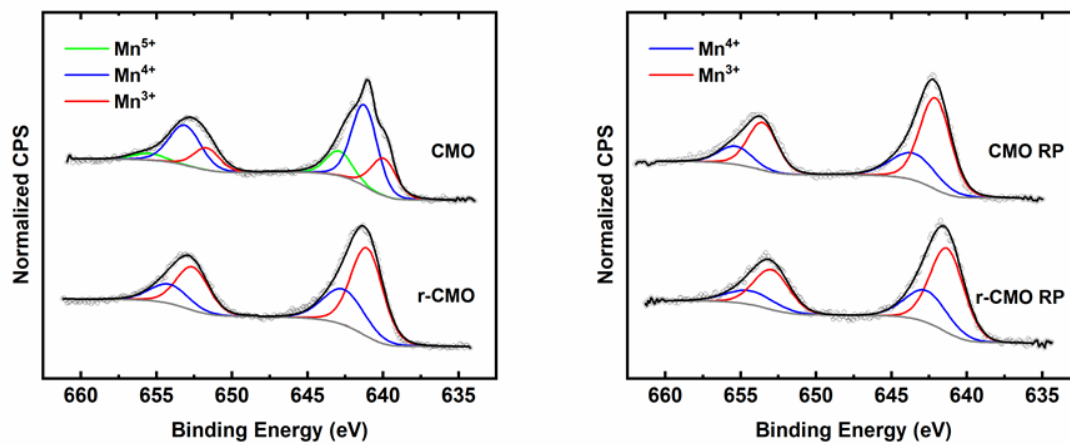 Normalized CPS
Mn5+
Mn4+
Mn3+
CMO
r-CMO
660 655 650 645 640 635
Binding Energy (eV)
Normalized CPS
Mn4+
Mn3+
CMO RP
r-CMO RP
660 655 650 645 640 635
Binding Energy (eV)